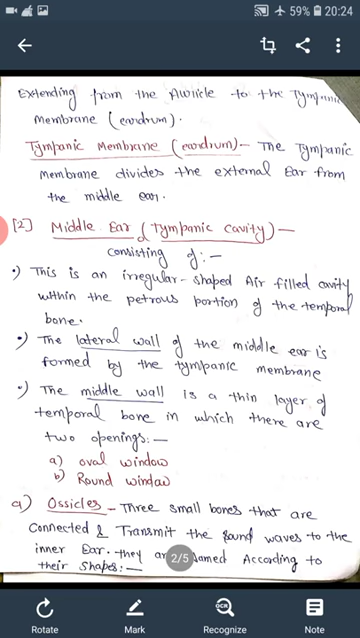 59% 20:24
Extending from the Auricle to the Tympanic
membrane (eardrum).
Tympanic Membrane (eardrum)- The Tympanic
membrane divides the external Ear from
the middle ear.
[2] Middle Ear (Tympanic cavity) —
consisting of :-
•) This is an irregular-shaped Air filled cavity
within the petrous portion of the temporal
bone.
•) The lateral wall of the middle ear is
formed by the tympanic membrane
•) The middle wall is a thin layer of
temporal bone in which there are
two openings:—
a) oval window
b) Round window
a) Ossicles - Three small bones that are
Connected & Transmit the sound waves to the
inner Ear. they are named According to
their shapes:—
2/5
Rotate Mark Recognize Note
OCR